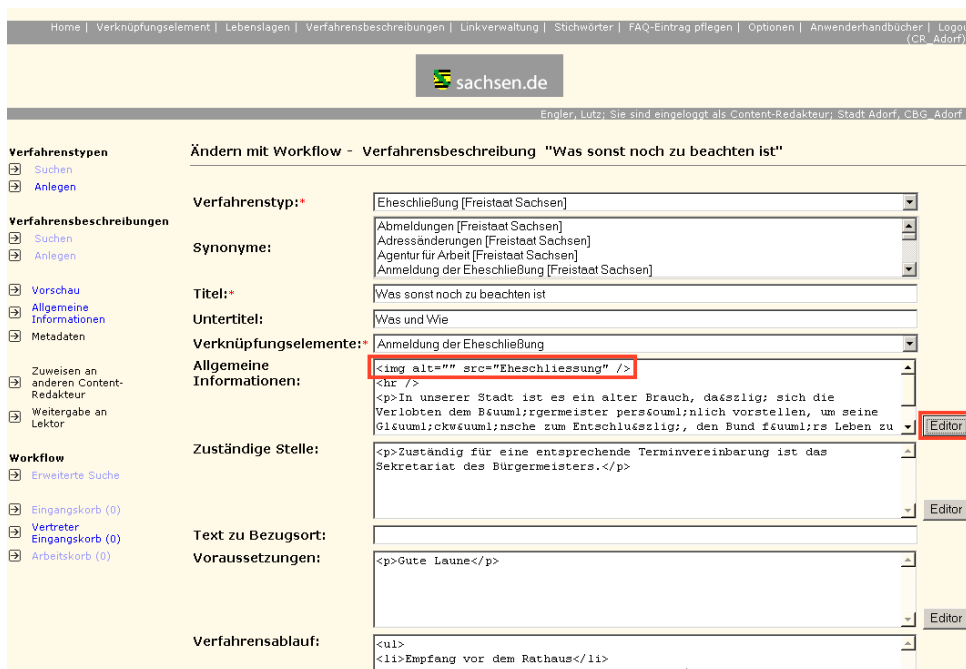 Home | Verknüpfungselement | Lebenslagen | Verfahrensbeschreibungen | Linkverwaltung | Stichwörter | FAQ-Eintrag pflegen | Optionen | Anwenderhandbücher | Logou
(CR_Adorf)
sachsen.de
Engler, Lutz; Sie sind eingeloggt als Content-Redakteur; Stadt Adorf, CBG_Adorf
Verfahrenstypen
Suchen
Anlegen
Verfahrensbeschreibungen
Suchen
Anlegen
Vorschau
Allgemeine
Informationen
Metadaten
Zuweisen an
anderen Content-
Redakteur
Weitergabe an
Lektor
Workflow
Erweiterte Suche
Eingangskorb (0)
Vertreter
Eingangskorb (0)
Arbeitskorb (0)
Ändern mit Workflow - Verfahrensbeschreibung "Was sonst noch zu beachten ist"
Verfahrenstyp:* Eheschließung [Freistaat Sachsen]
Synonyme:
Abmeldungen [Freistaat Sachsen]
Adressänderungen [Freistaat Sachsen]
Agentur für Arbeit [Freistaat Sachsen]
Anmeldung der Eheschließung [Freistaat Sachsen]
Titel:* Was sonst noch zu beachten ist
Untertitel: Was und Wie
Verknüpfungselemente:* Anmeldung der Eheschließung
Allgemeine
Informationen:
<img alt="" src="Eheschliessung" />
<hr />
<p>In unserer Stadt ist es ein alter Brauch, da&szlig; sich die
Verlobten dem B&uuml;rgermeister pers&ouml;nlich vorstellen, um seine
Gl&uuml;ckw&uuml;nsche zum Entschlu&szlig;, den Bund f&uuml;rs Leben zu
Editor
Zuständige Stelle:
<p>Zuständig für eine entsprechende Terminvereinbarung ist das
Sekretariat des Bürgermeisters.</p>
Editor
Text zu Bezugsort:
Voraussetzungen:
<p>Gute Laune</p>
Editor
Verfahrensablauf:
<ul>
<li>Empfang vor dem Rathaus</li>